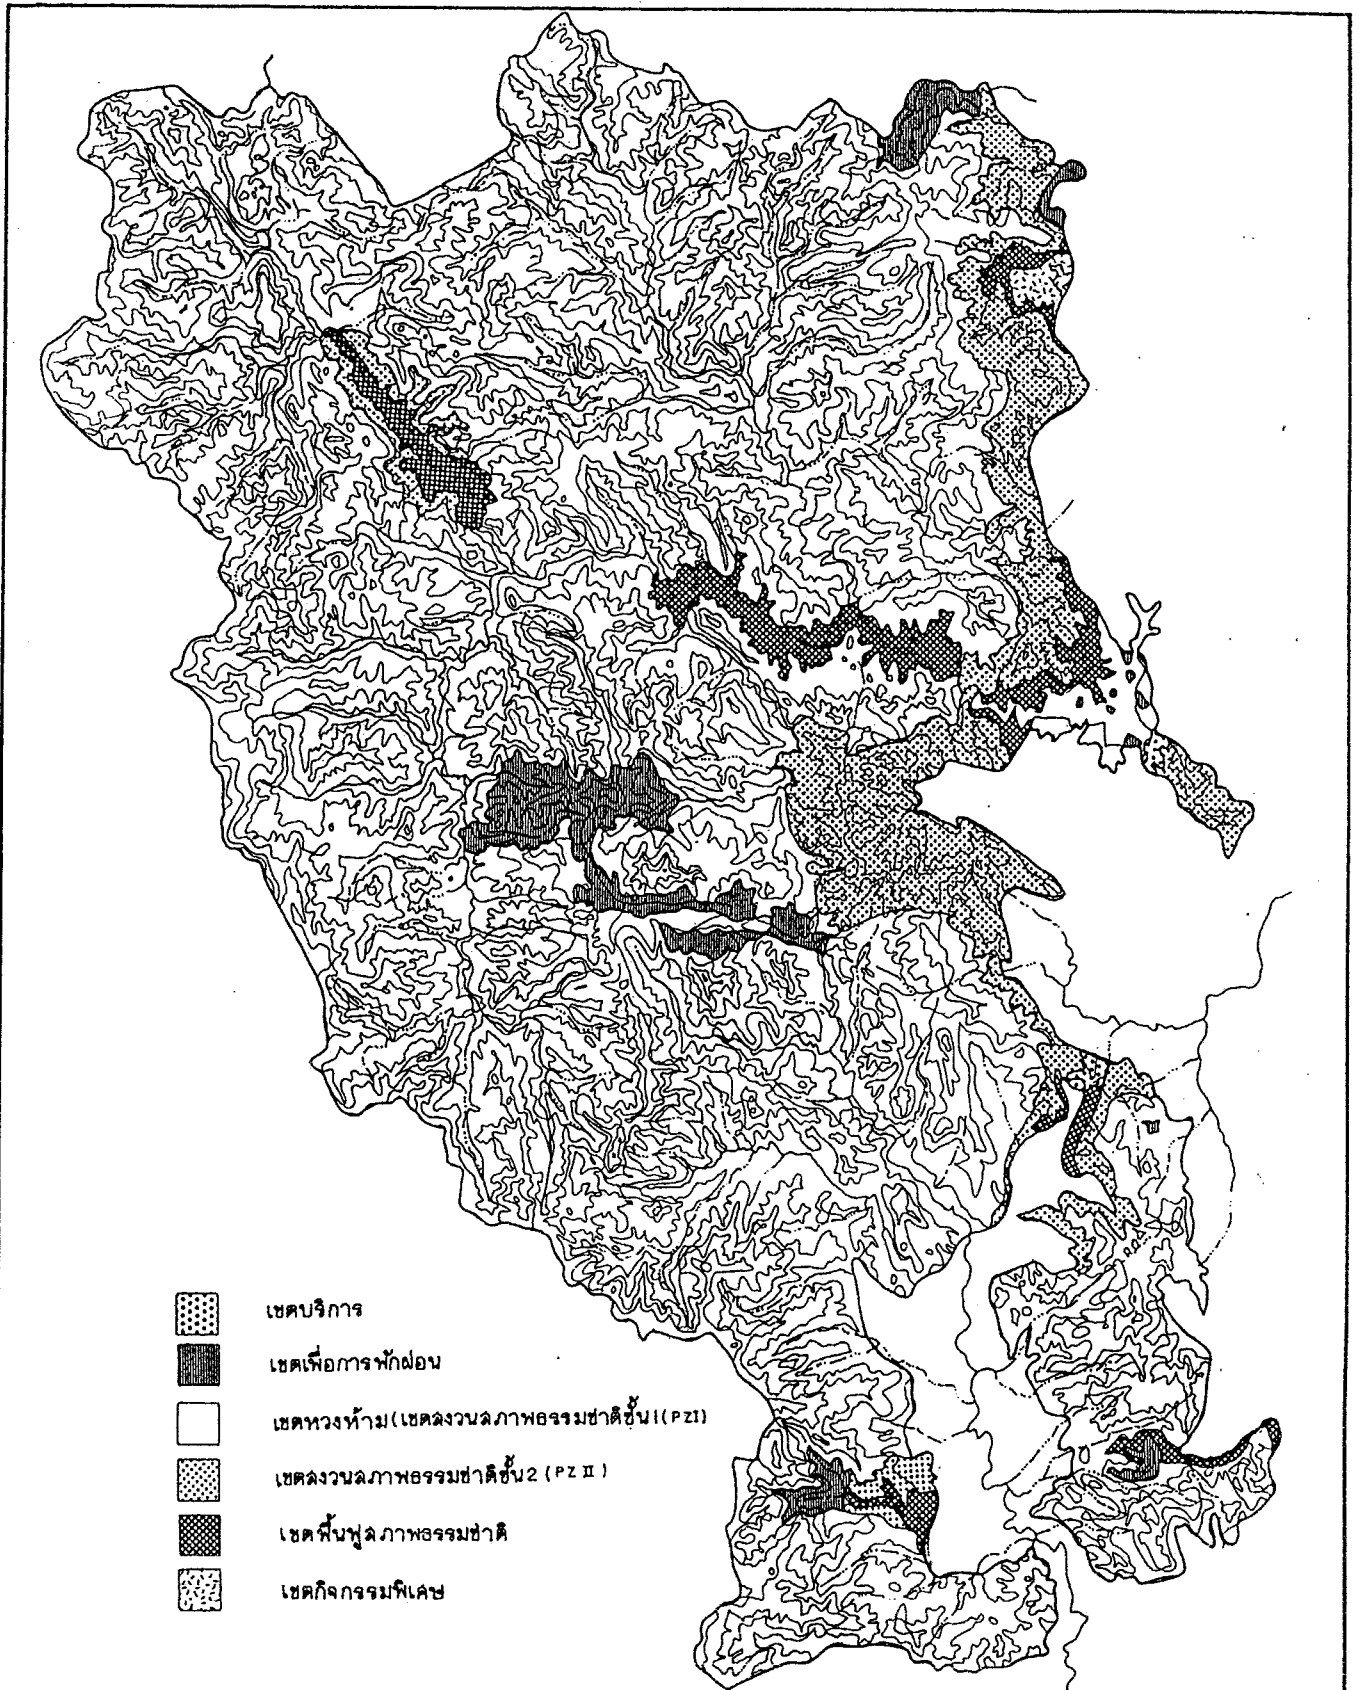 เขตบริการ
เขตเพื่อการพักผ่อน
เขตหวงห้าม(เขตสงวนสภาพธรรมชาติชั้น1(PZI)
เขตสงวนสภาพธรรมชาติชั้น2(PZ II)
เขตฟื้นฟูสภาพธรรมชาติ
เขตกิจกรรมพิเศษ